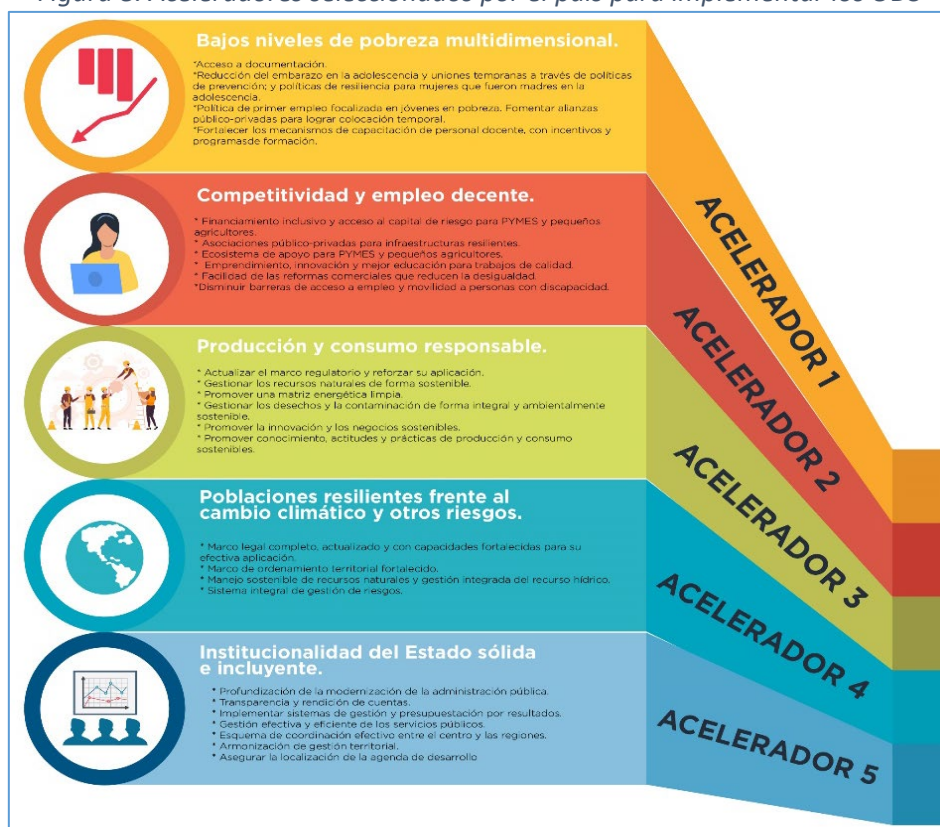 Aceleradores seleccionados por el país para implementar los ODS
Bajos niveles de pobreza multidimensional.
*Acceso a documentación.
*Reducción del embarazo en la adolescencia y uniones tempranas a través de políticas
de prevención; y políticas de resiliencia para mujeres que fueron madres en la
adolescencia.
*Política de primer empleo focalizada en jóvenes en pobreza. Fomentar alianzas
público-privadas para lograr colocación temporal.
*Fortalecer los mecanismos de capacitación de personal docente, con incentivos y
programasde formación.
ACELERADOR 1
Competitividad y empleo decente.
* Financiamiento inclusivo y acceso al capital de riesgo para PYMES y pequeños
agricultores.
* Asociaciones público-privadas para infraestructuras resilientes.
* Ecosistema de apoyo para PYMES y pequeños agricultores.
* Emprendimiento, innovación y mejor educación para trabajos de calidad.
* Facilidad de las reformas comerciales que reducen la desigualdad.
*Disminuir barreras de acceso a empleo y movilidad a personas con discapacidad.
ACELERADOR 2
Producción y consumo responsable.
* Actualizar el marco regulatorio y reforzar su aplicación.
* Gestionar los recursos naturales de forma sostenible.
* Promover una matriz energética limpia.
* Gestionar los desechos y la contaminación de forma integral y ambientalmente
sostenible.
* Promover la innovación y los negocios sostenibles.
* Promover conocimiento, actitudes y prácticas de producción y consumo
sostenibles.
ACELERADOR 3
Poblaciones resilientes frente al
cambio climático y otros riesgos.
* Marco legal completo, actualizado y con capacidades fortalecidas para su
efectiva aplicación.
* Marco de ordenamiento territorial fortalecido.
* Manejo sostenible de recursos naturales y gestión integrada del recurso hídrico.
* Sistema integral de gestión de riesgos.
ACELERADOR 4
Institucionalidad del Estado sólida
e incluyente.
* Profundización de la modernización de la administración pública.
* Transparencia y rendición de cuentas.
* Implementar sistemas de gestión y presupuestación por resultados.
* Gestión efectiva y eficiente de los servicios públicos.
* Esquema de coordinación efectivo entre el centro y las regiones.
* Armonización de gestión territorial.
* Asegurar la localización de la agenda de desarrollo
ACELERADOR 5